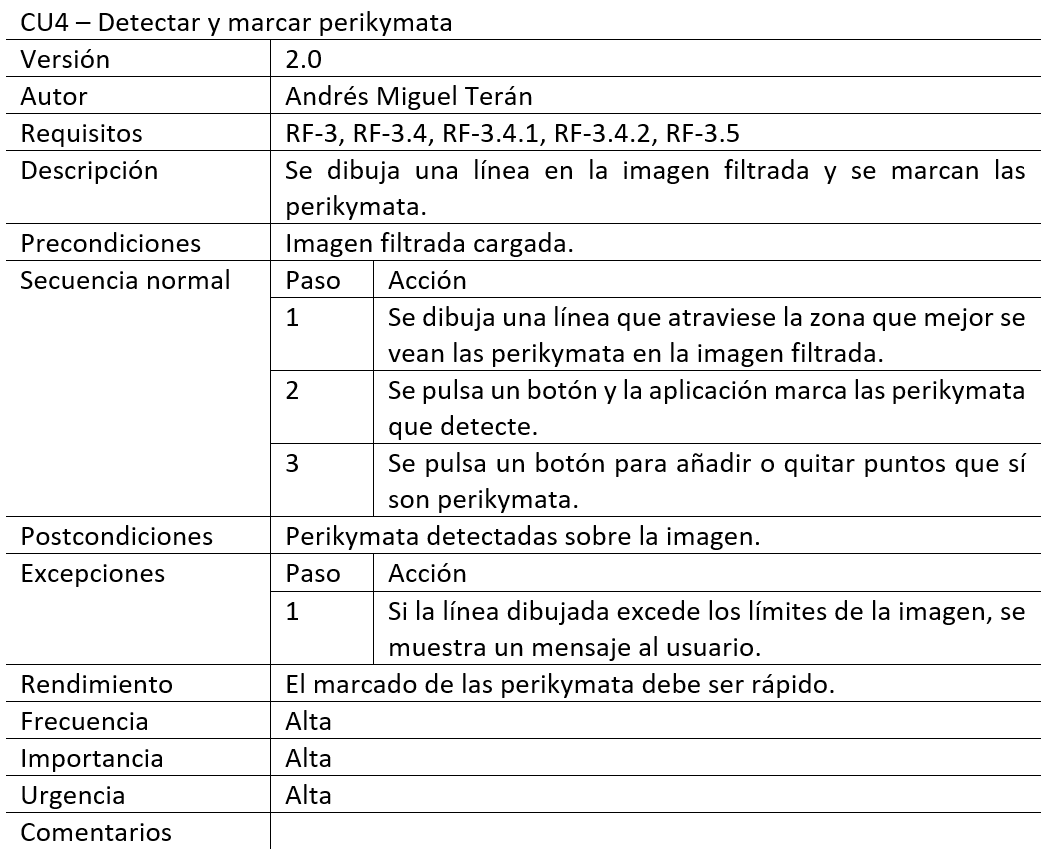 CU4 – Detectar y marcar perikymata
Versión 2.0
Autor Andrés Miguel Terán
Requisitos RF-3, RF-3.4, RF-3.4.1, RF-3.4.2, RF-3.5
Descripción Se dibuja una línea en la imagen filtrada y se marcan las
perikymata.
Precondiciones Imagen filtrada cargada.
Secuencia normal Paso Acción
1 Se dibuja una línea que atraviese la zona que mejor se
vean las perikymata en la imagen filtrada.
2 Se pulsa un botón y la aplicación marca las perikymata
que detecte.
3 Se pulsa un botón para añadir o quitar puntos que sí
son perikymata.
Postcondiciones Perikymata detectadas sobre la imagen.
Excepciones Paso Acción
1 Si la línea dibujada excede los límites de la imagen, se
muestra un mensaje al usuario.
Rendimiento El marcado de las perikymata debe ser rápido.
Frecuencia Alta
Importancia Alta
Urgencia Alta
Comentarios